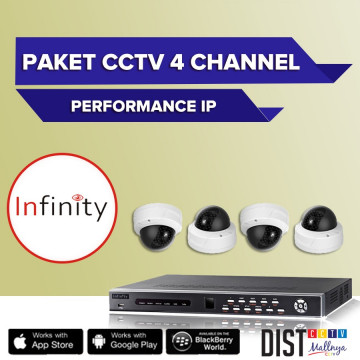 PAKET CCTV 4 CHANNEL
PERFORMANCE IP
Infinity
Works with
App Store
Works with
Google Play
AVAILABLE ON THE
BlackBerry
World.
DIST
CCTV
Mallnya